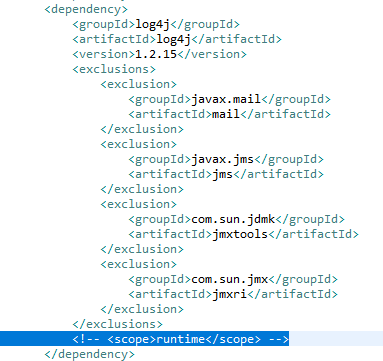 <dependency>
<groupId>log4j</groupId>
<artifactId>log4j</artifactId>
<version>1.2.15</version>
<exclusions>
<exclusion>
<groupId>javax.mail</groupId>
<artifactId>mail</artifactId>
</exclusion>
<exclusion>
<groupId>javax.jms</groupId>
<artifactId>jms</artifactId>
</exclusion>
<exclusion>
<groupId>com.sun.jdmk</groupId>
<artifactId>jmxtools</artifactId>
</exclusion>
<exclusion>
<groupId>com.sun.jmx</groupId>
<artifactId>jmxri</artifactId>
</exclusion>
</exclusions>
<!-- <scope>runtime</scope> -->
</dependency>